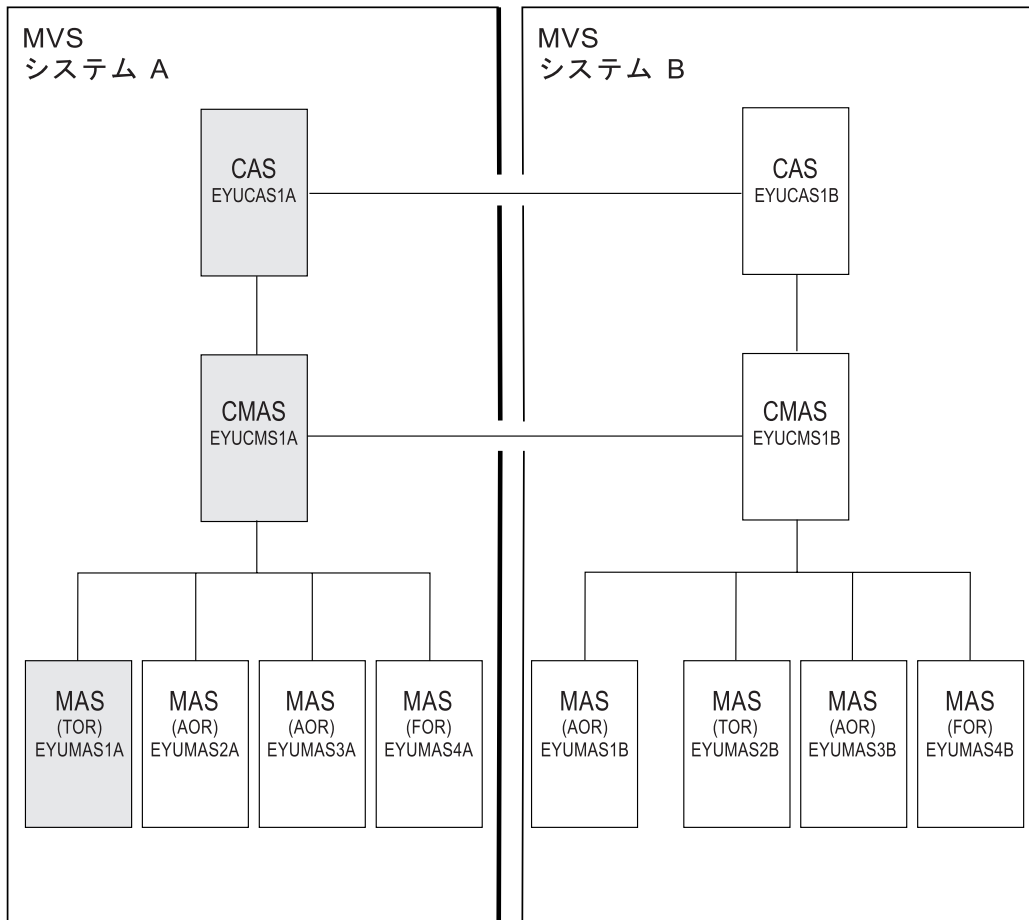 MVS
システム A
CAS
EYUCAS1A
CMAS
EYUCMS1A
MAS
(TOR)
EYUMAS1A
MAS
(AOR)
EYUMAS2A
MAS
(AOR)
EYUMAS3A
MAS
(FOR)
EYUMAS4A
MVS
システム B
CAS
EYUCAS1B
CMAS
EYUCMS1B
MAS
(AOR)
EYUMAS1B
MAS
(TOR)
EYUMAS2B
MAS
(AOR)
EYUMAS3B
MAS
(FOR)
EYUMAS4B